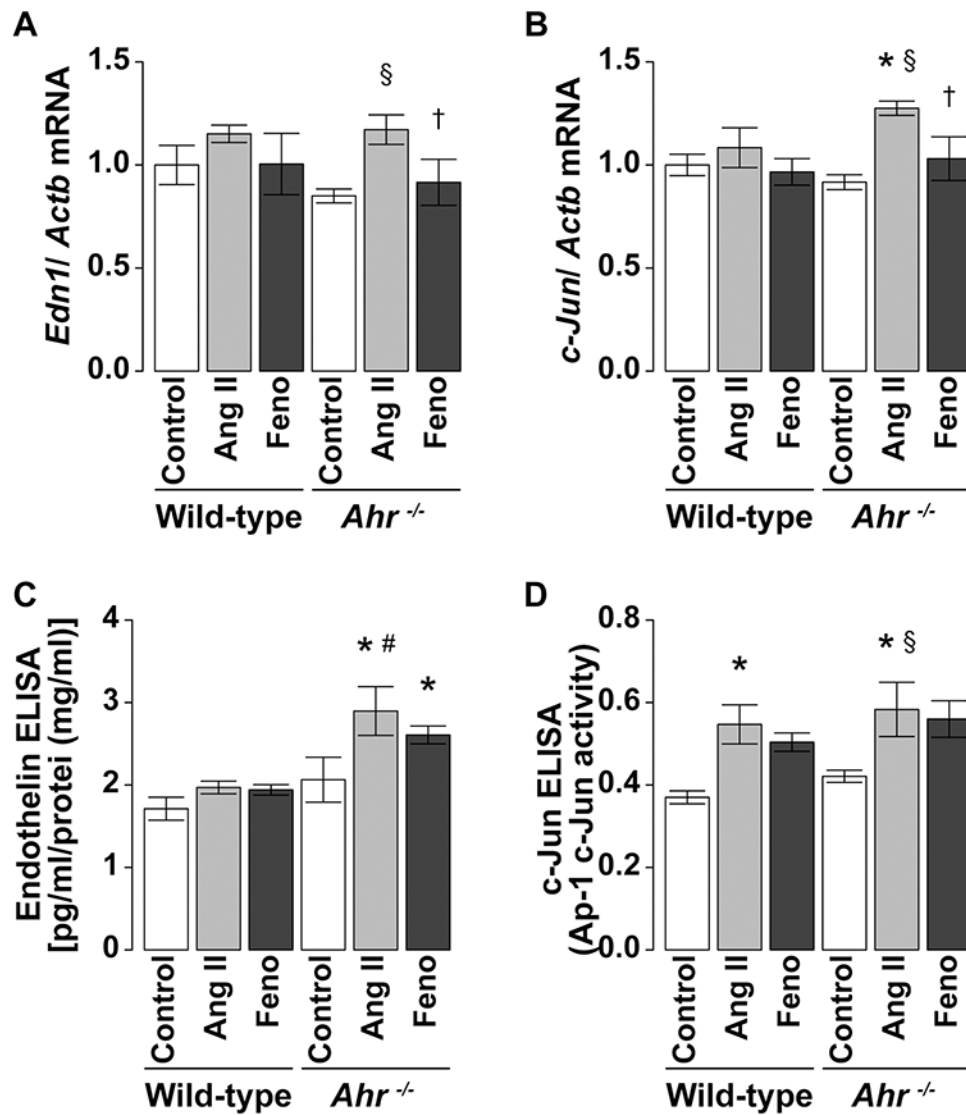 A
Edn1/ Actb mRNA
1.5
1.0
0.5
0.0
§
†
Control
Ang II
Feno
Control
Ang II
Feno
Wild-type
Ahr -/-
B
c-Jun/ Actb mRNA
1.5
1.0
0.5
0.0
* §
†
Control
Ang II
Feno
Control
Ang II
Feno
Wild-type
Ahr -/-
C
Endothelin ELISA
[pg/ml/protei (mg/ml)]
4
3
2
1
0
* #
*
Control
Ang II
Feno
Control
Ang II
Feno
Wild-type
Ahr -/-
D
c-Jun ELISA
(Ap-1 c-Jun activity)
0.8
0.6
0.4
0.2
0.0
*
* §
Control
Ang II
Feno
Control
Ang II
Feno
Wild-type
Ahr -/-